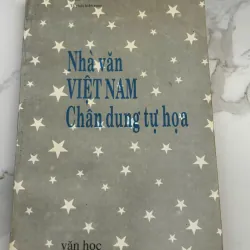 Nhà văn
VIỆT NAM
Chân dung tự họa
văn học